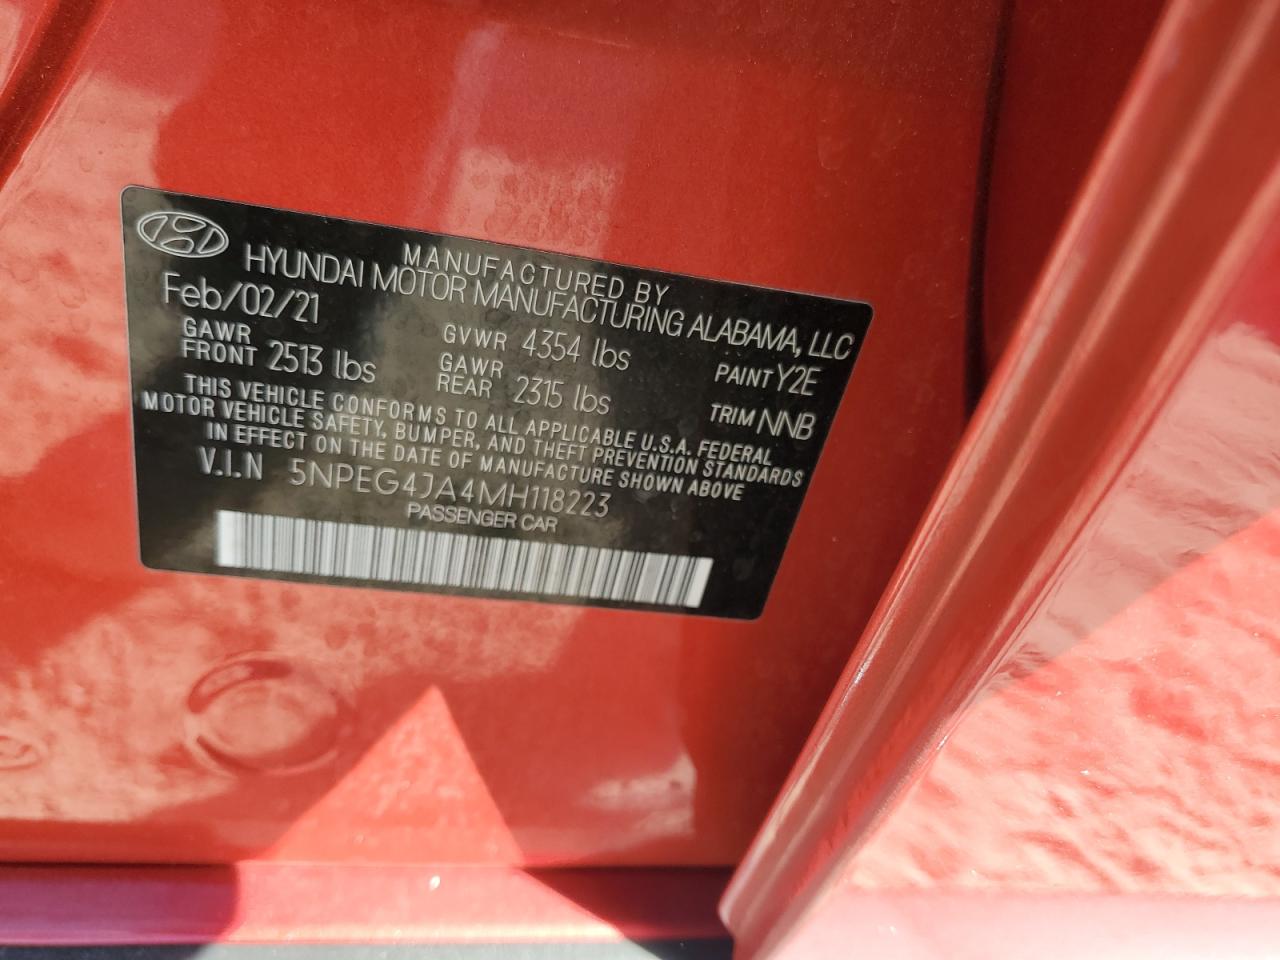 MANUFACTURED BY
HYUNDAI MOTOR MANUFACTURING ALABAMA, LLC
Feb/02/21 GVWR 4354 lbs PAINT Y2E
GAWR FRONT 2513 lbs GAWR REAR 2315 lbs TRIM NNB
THIS VEHICLE CONFORMS TO ALL APPLICABLE U.S.A. FEDERAL
MOTOR VEHICLE SAFETY, BUMPER, AND THEFT PREVENTION STANDARDS
IN EFFECT ON THE DATE OF MANUFACTURE SHOWN ABOVE
V.I.N 5NPEG4JA4MH118223
PASSENGER CAR